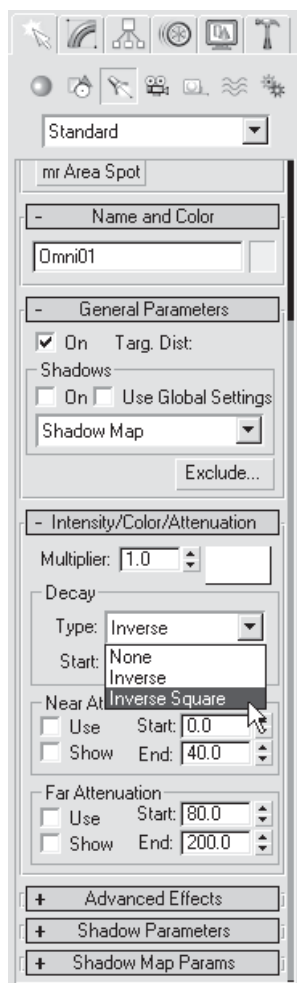 Standard
mr Area Spot
- Name and Color
Omni01
- General Parameters
On Targ. Dist:
Shadows
On Use Global Settings
Shadow Map
Exclude...
- Intensity/Color/Attenuation
Multiplier: 1.0
Decay
Type: Inverse
Start: None
Inverse
Inverse Square
Near At
Use Start: 0.0
Show End: 40.0
Far Attenuation
Use Start: 80.0
Show End: 200.0
+ Advanced Effects
+ Shadow Parameters
+ Shadow Map Params